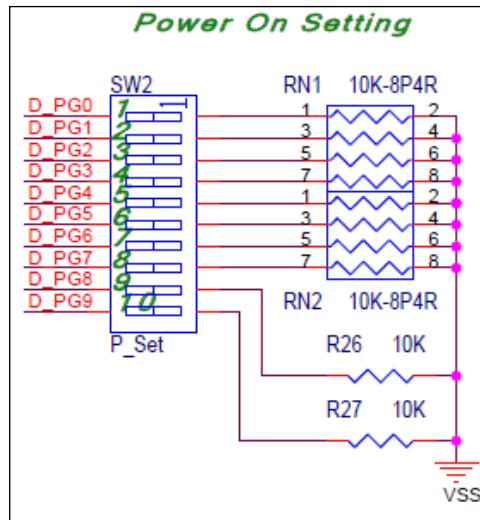 Power On Setting
SW2 RN1 10K-8P4R
D_PG0 1 1 2
D_PG1 2 3 4
D_PG2 3 5 6
D_PG3 4 7 8
D_PG4 5 1 2
D_PG5 6 3 4
D_PG6 7 5 6
D_PG7 8 7 8
D_PG8 9 RN2 10K-8P4R
D_PG9 10
P_Set R26 10K
R27 10K
VSS